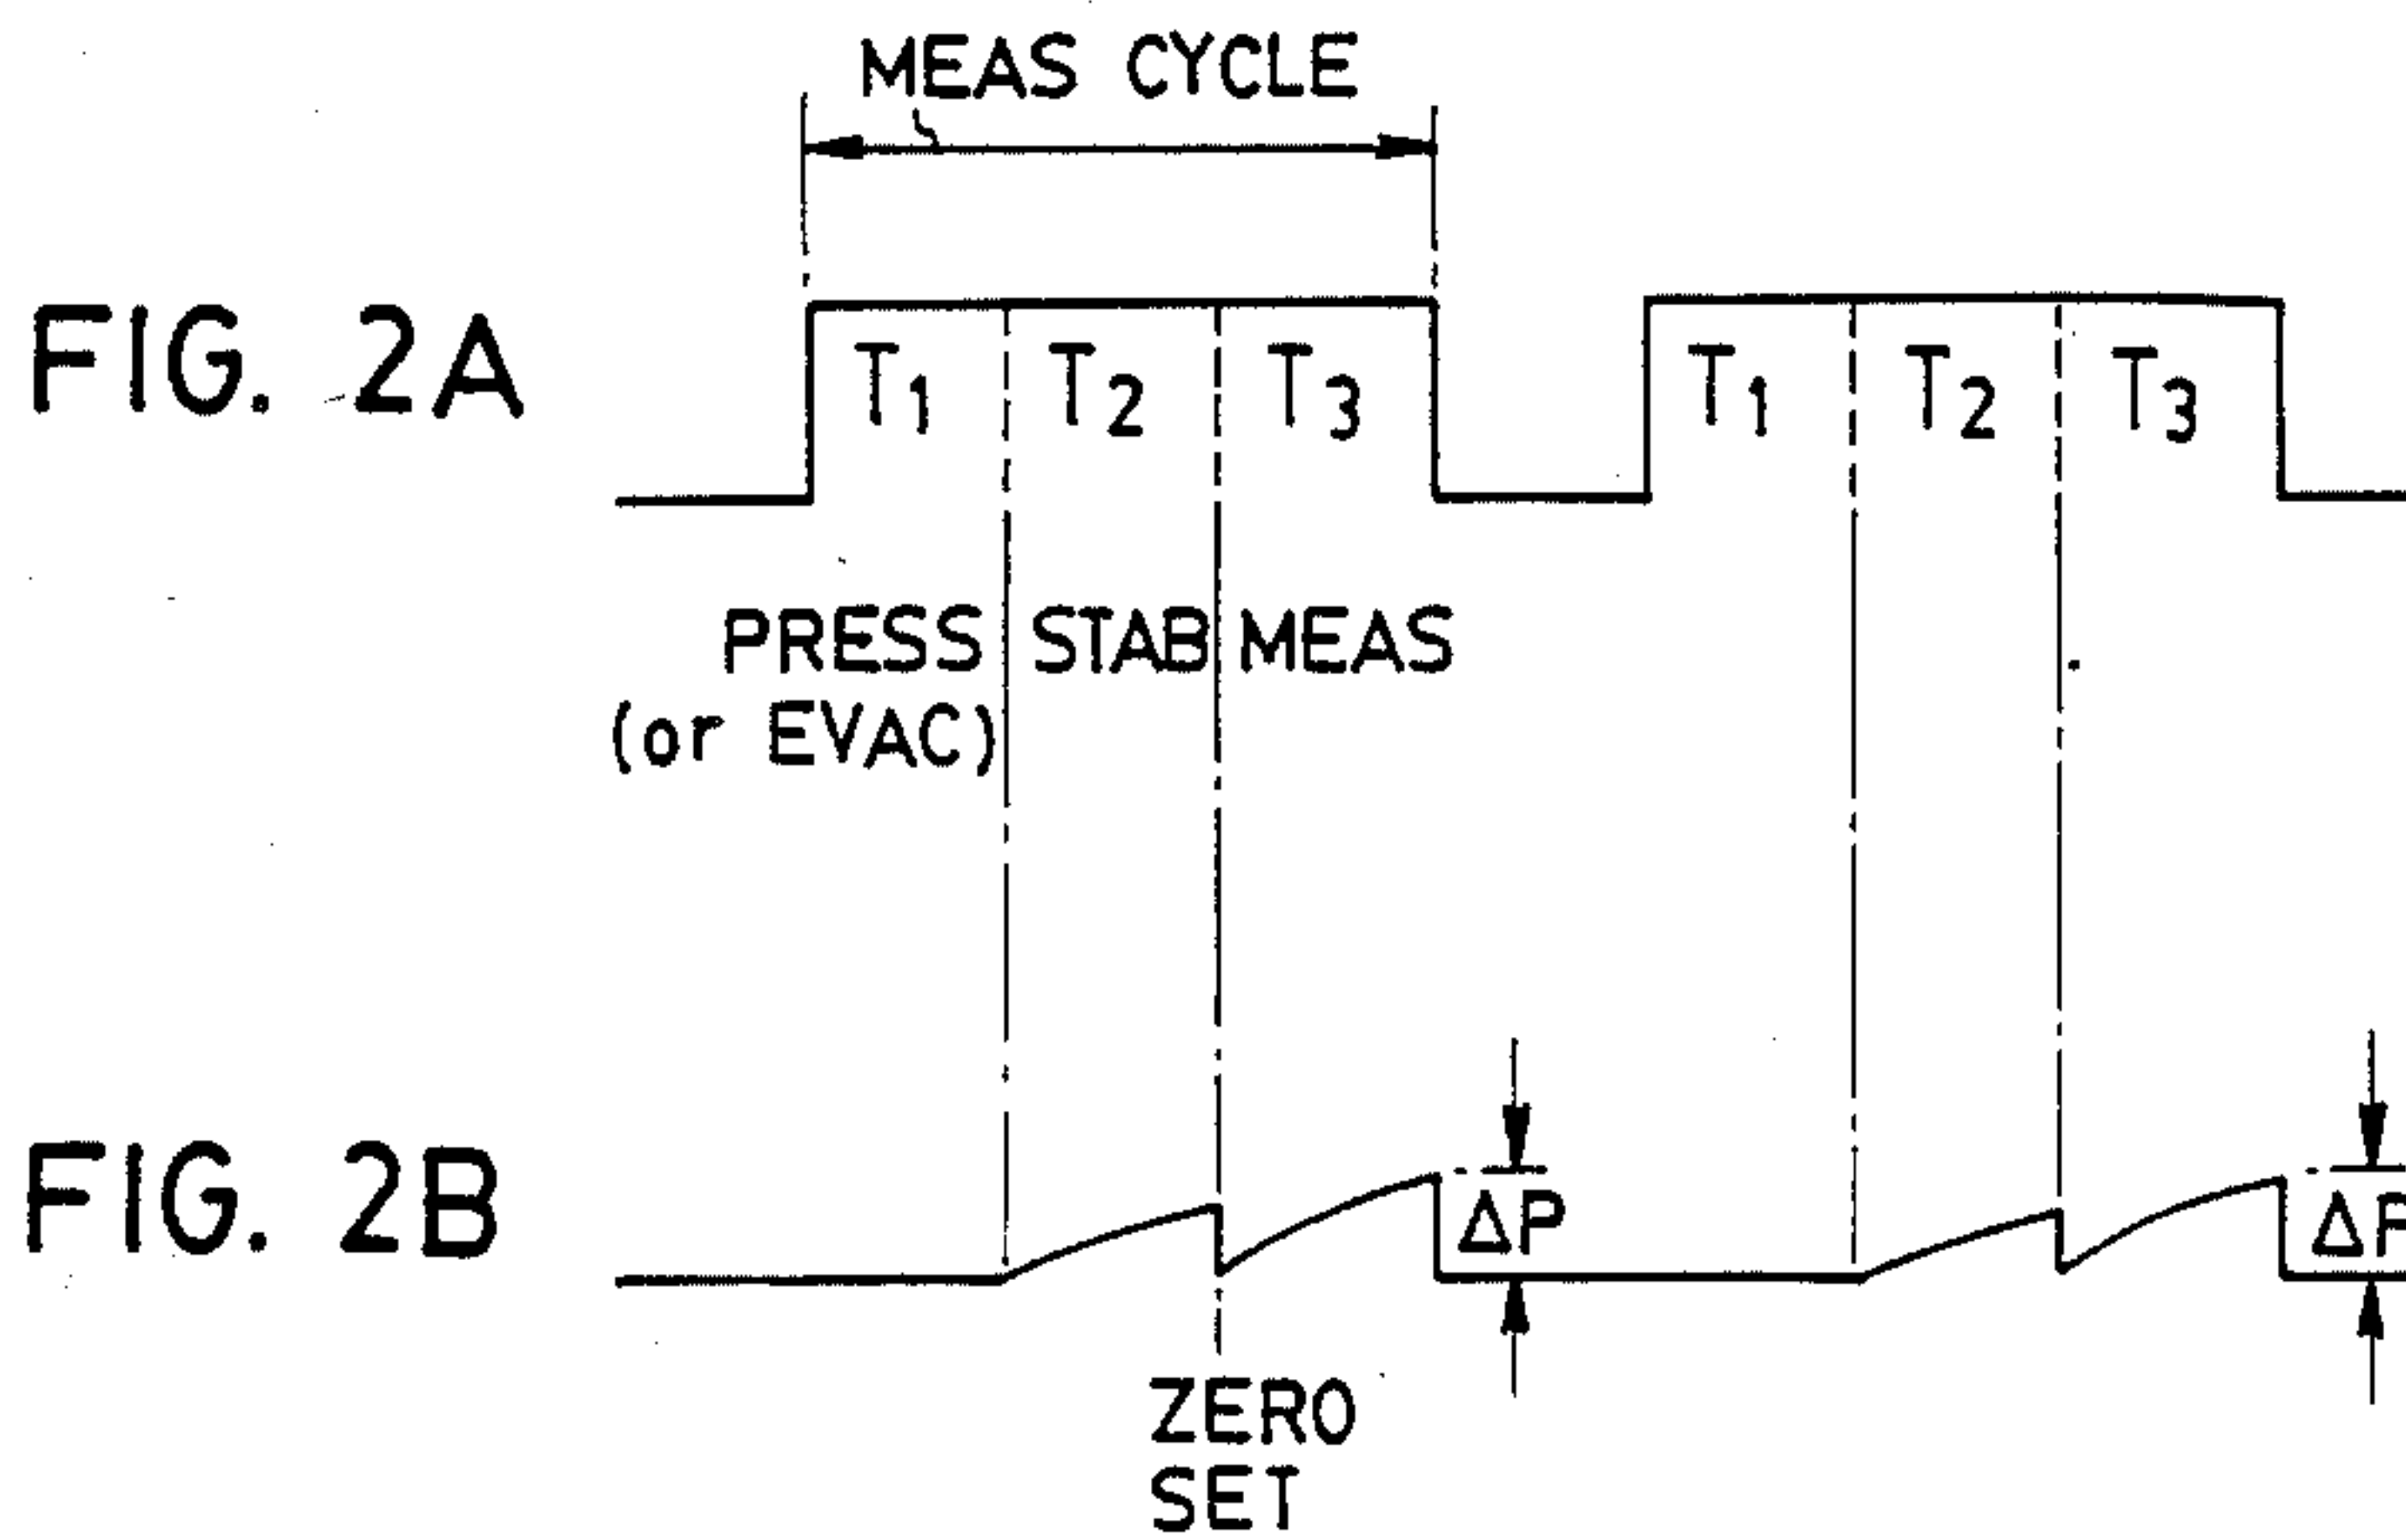 MEAS CYCLE
FIG. 2A
T1 T2 T3 T1 T2 T3
PRESS STAB MEAS
(or EVAC)
FIG. 2B
ΔP ΔP
ZERO
SET